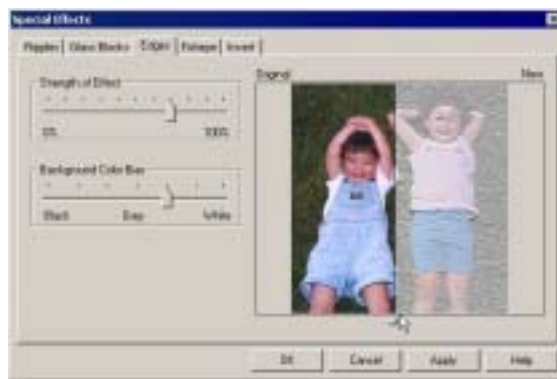 Special Effects
Ripples Glass Blocks Edges Foliage Invert
Strength of Effect
0% 100%
Background Color Bias
Black Gray White
Original New
OK Cancel Apply Help